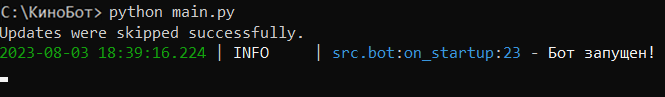 C:\КиноБот> python main.py
Updates were skipped successfully.
2023-08-03 18:39:16.224 | INFO | src.bot:on_startup:23 - Бот запущен!